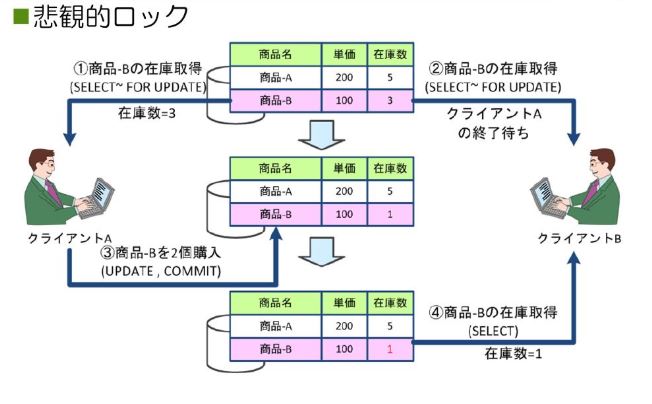 ■悲観的ロック
①商品-Bの在庫取得
(SELECT~ FOR UPDATE)
在庫数=3
商品名 単価 在庫数
商品-A 200 5
商品-B 100 3
②商品-Bの在庫取得
(SELECT~ FOR UPDATE)
クライアントA
の終了待ち
クライアントA
商品名 単価 在庫数
商品-A 200 5
商品-B 100 1
クライアントB
③商品-Bを2個購入
(UPDATE , COMMIT)
商品名 単価 在庫数
商品-A 200 5
商品-B 100 1
④商品-Bの在庫取得
(SELECT)
在庫数=1